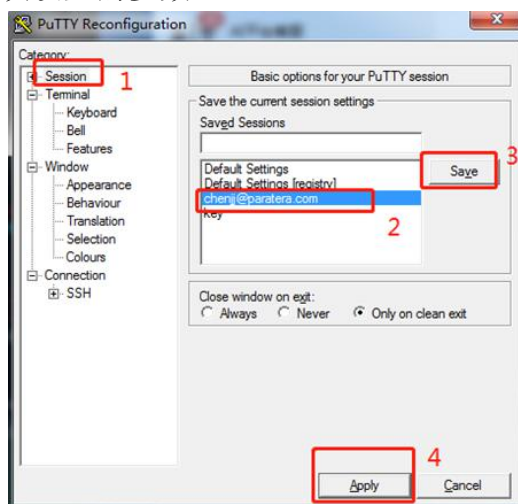 PuTTY Reconfiguration
Category:
Session
1
Terminal
Keyboard
Bell
Features
Window
Appearance
Behaviour
Translation
Selection
Colours
Connection
SSH
Basic options for your PuTTY session
Save the current session settings
Saved Sessions
Default Settings
Default Settings [registry]
chenjj@paratera.com
key
2
Save
3
Close window on exit:
Always Never Only on clean exit
4
Apply Cancel